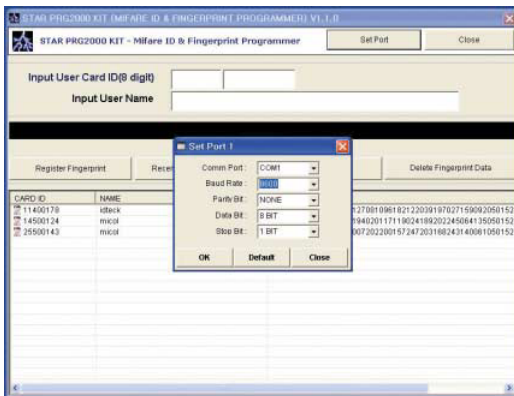 STAR PRG2000 KIT (MIFARE ID & FINGERPRINT PROGRAMMER) V1.1.0
STAR PRG2000 KIT - Mifare ID & Fingerprint Programmer
Set Port
Close
Input User Card ID(8 digit)
Input User Name
Set Port 1
Comm Port :
COM1
Baud Rate :
9600
Parity Bit :
NONE
Data Bit :
8 BIT
Stop Bit :
1 BIT
OK
Default
Close
Register Fingerprint
Delete Fingerprint Data
CARD ID
NAME
11400178
idteck
14500124
micol
25500143
micol